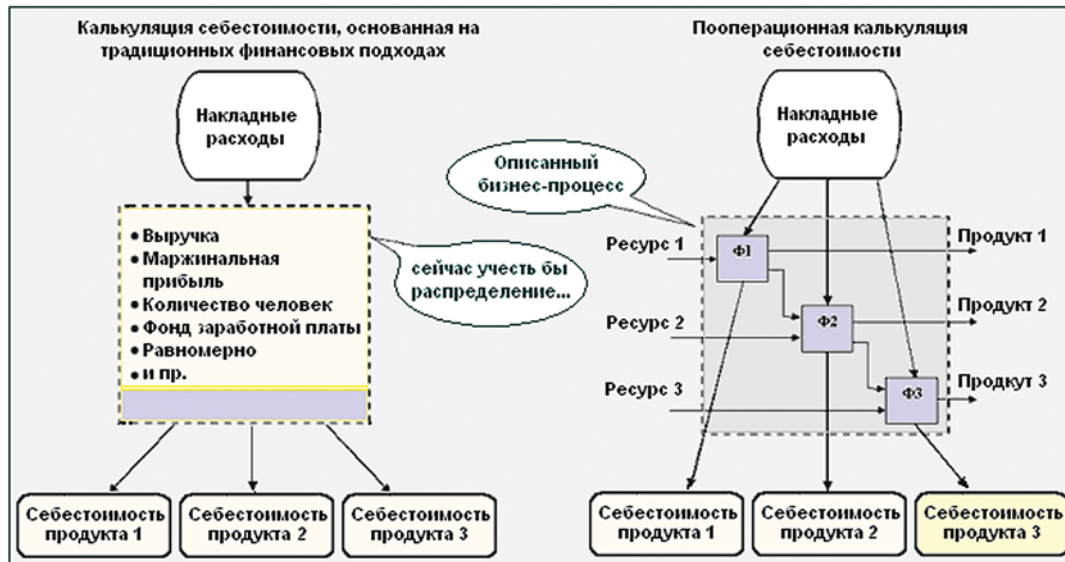 Калькуляция себестоимости, основанная на
традиционных финансовых подходах
Накладные
расходы
• Выручка
• Маржинальная
прибыль
• Количество человек
• Фонд заработной платы
• Равномерно
• и пр.
сейчас учесть бы
распределение...
Себестоимость
продукта 1
Себестоимость
продукта 2
Себестоимость
продукта 3
Пооперационная калькуляция
себестоимости
Накладные
расходы
Описанный
бизнес-процесс
Ресурс 1
Ф1
Продукт 1
Ресурс 2
Ф2
Продукт 2
Ресурс 3
Ф3
Продкут 3
Себестоимость
продукта 1
Себестоимость
продукта 2
Себестоимость
продукта 3